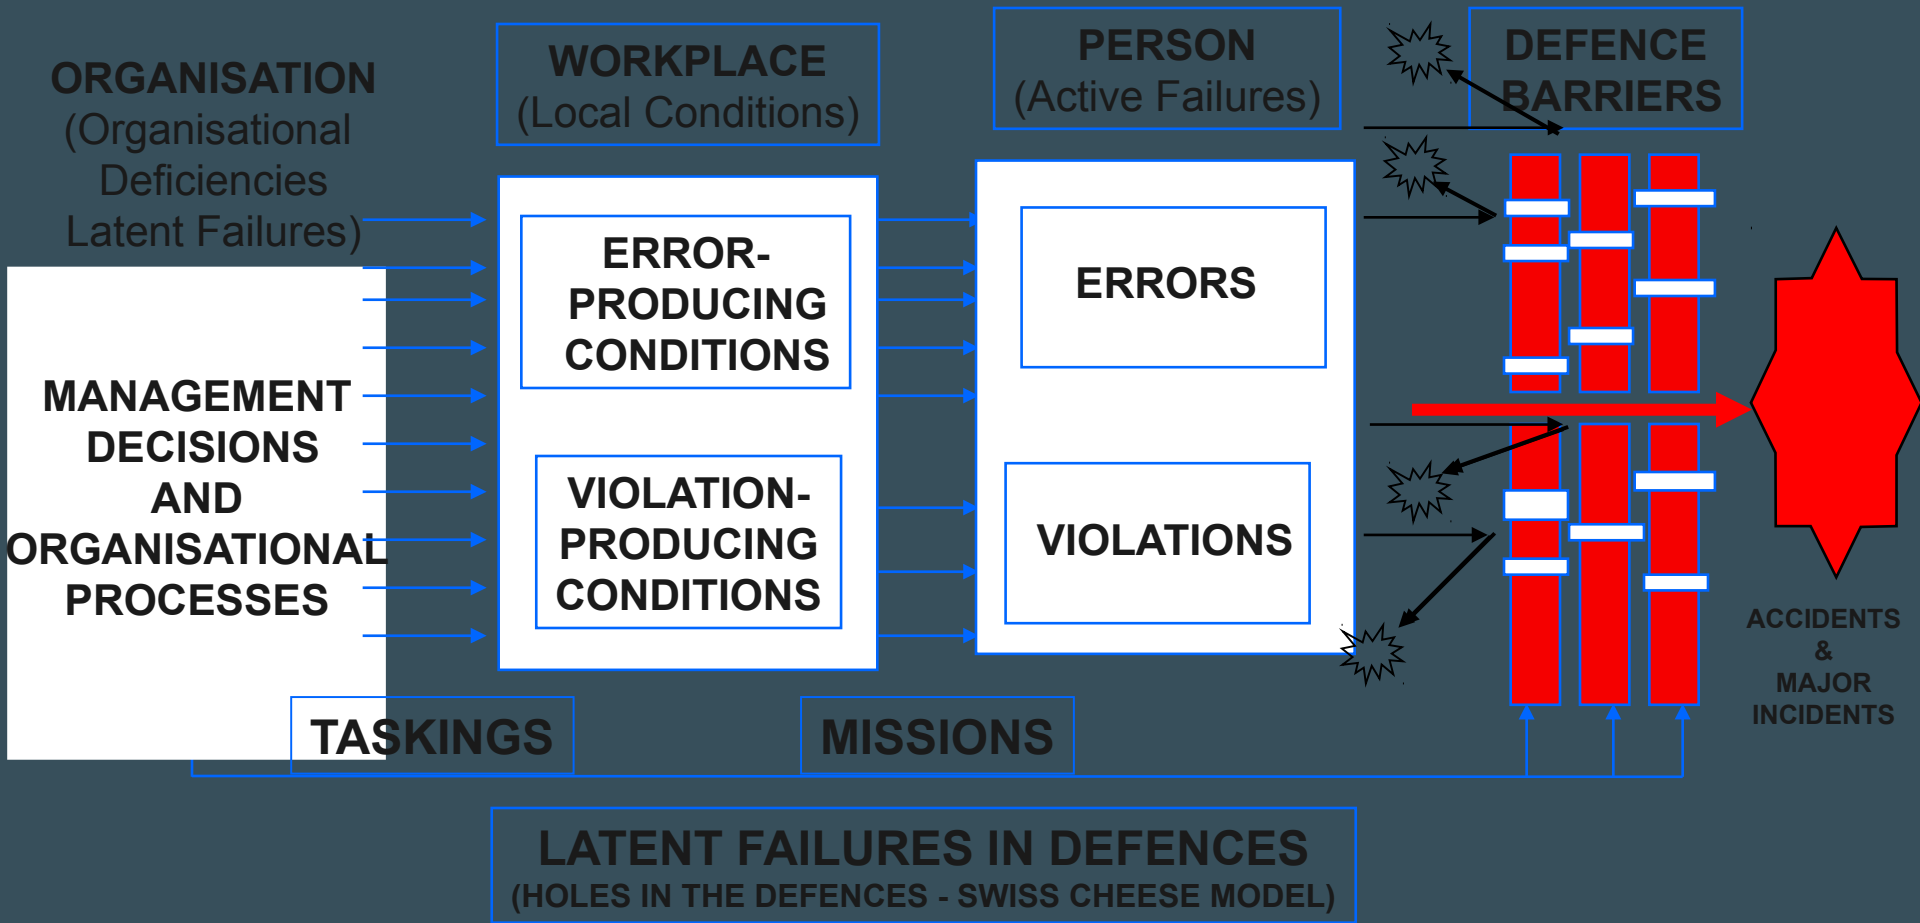 ORGANISATION
(Organisational
Deficiencies
Latent Failures)
WORKPLACE
(Local Conditions)
PERSON
(Active Failures)
DEFENCE
BARRIERS
MANAGEMENT
DECISIONS
AND
ORGANISATIONAL
PROCESSES
ERROR-
PRODUCING
CONDITIONS
VIOLATION-
PRODUCING
CONDITIONS
ERRORS
VIOLATIONS
ACCIDENTS
&
MAJOR
INCIDENTS
TASKINGS
MISSIONS
LATENT FAILURES IN DEFENCES
(HOLES IN THE DEFENCES - SWISS CHEESE MODEL)